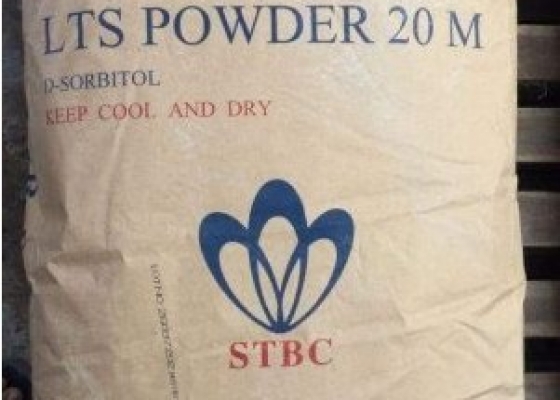 LTS POWDER 20 M
D-SORBITOL
KEEP COOL AND DRY
STBC